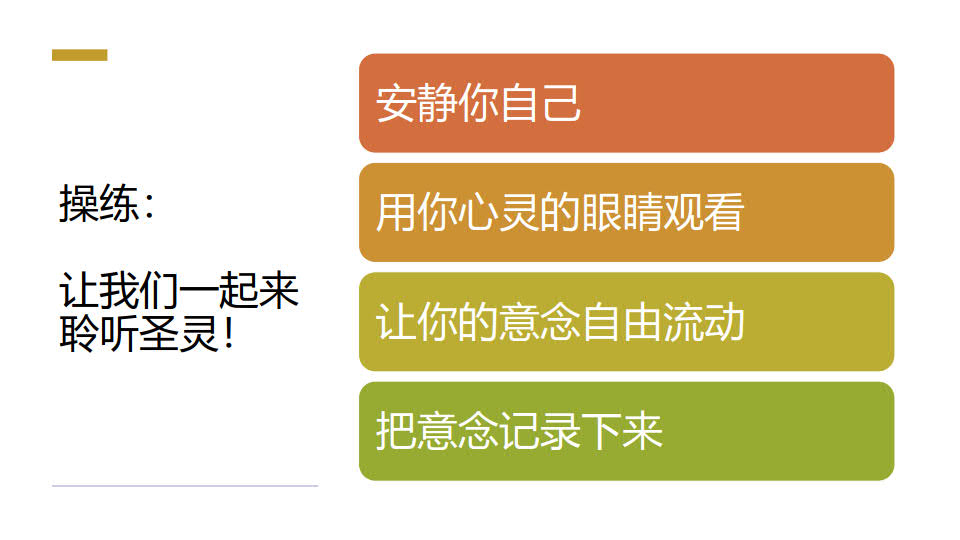 操练：
让我们一起来
聆听圣灵！
安静你自己
用你心灵的眼睛观看
让你的意念自由流动
把意念记录下来